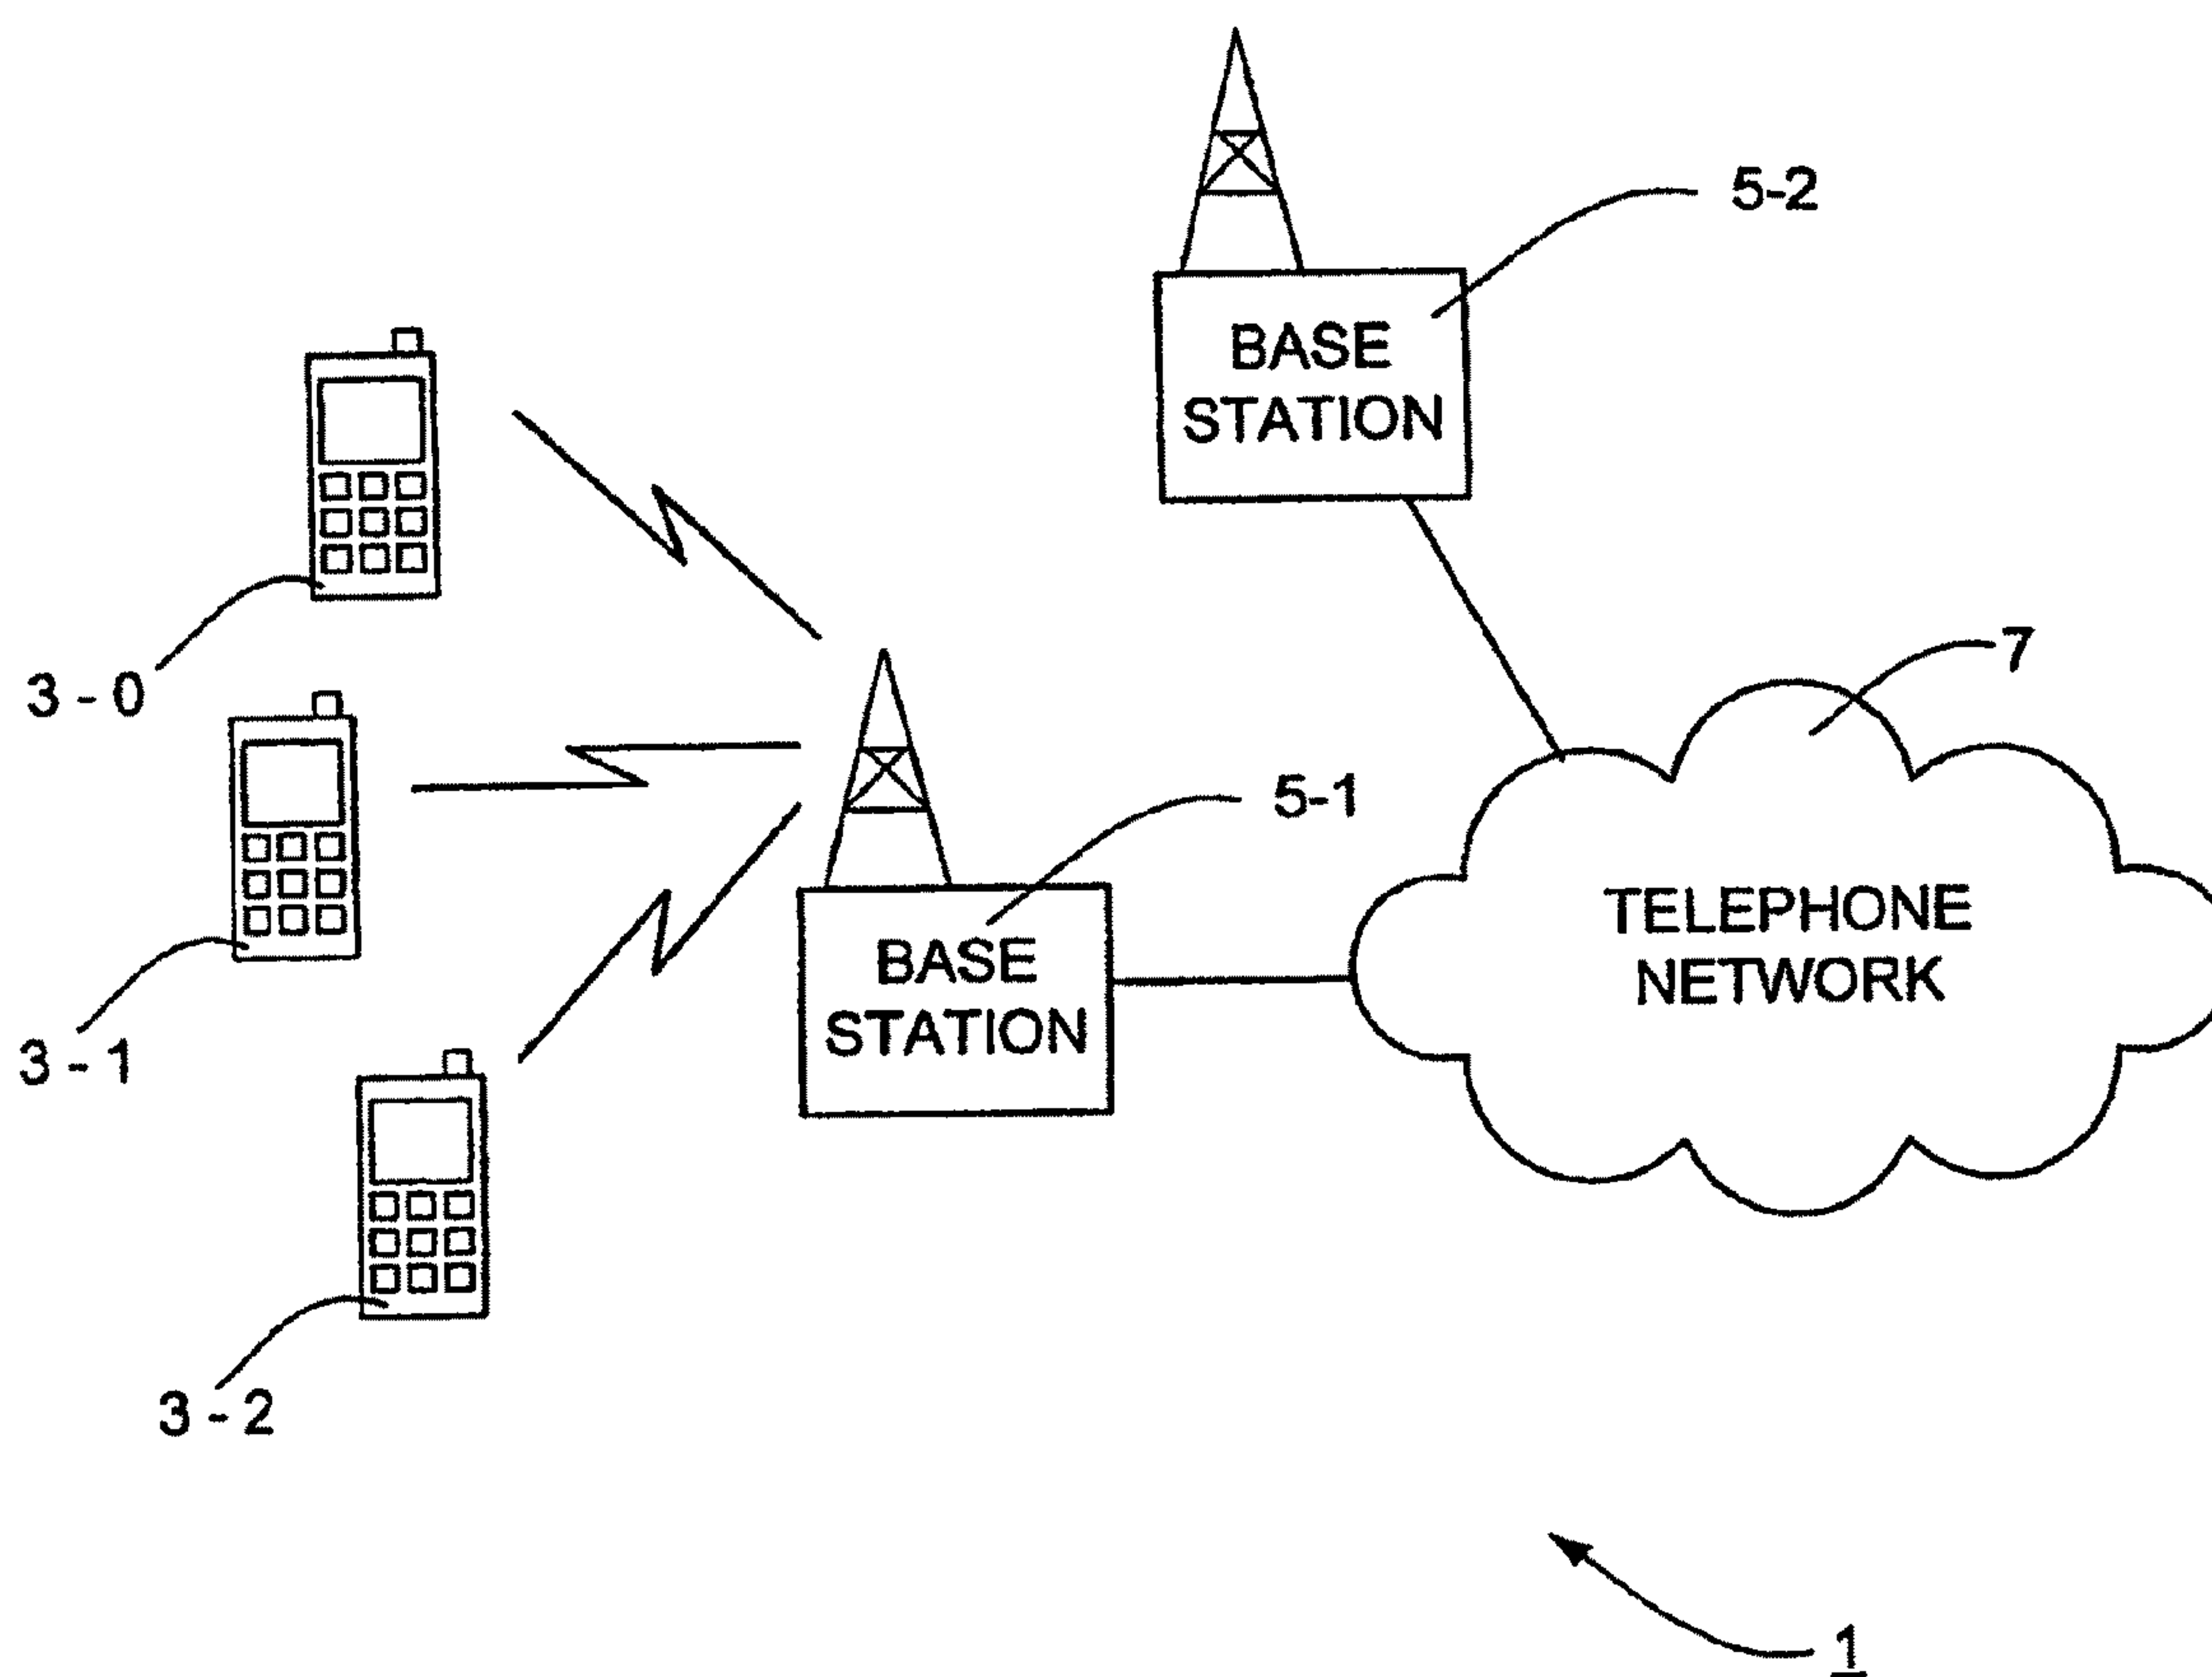 5-2
BASE
STATION
3 - 0
7
3 - 1
5-1
BASE
STATION
TELEPHONE
NETWORK
3 - 2
1